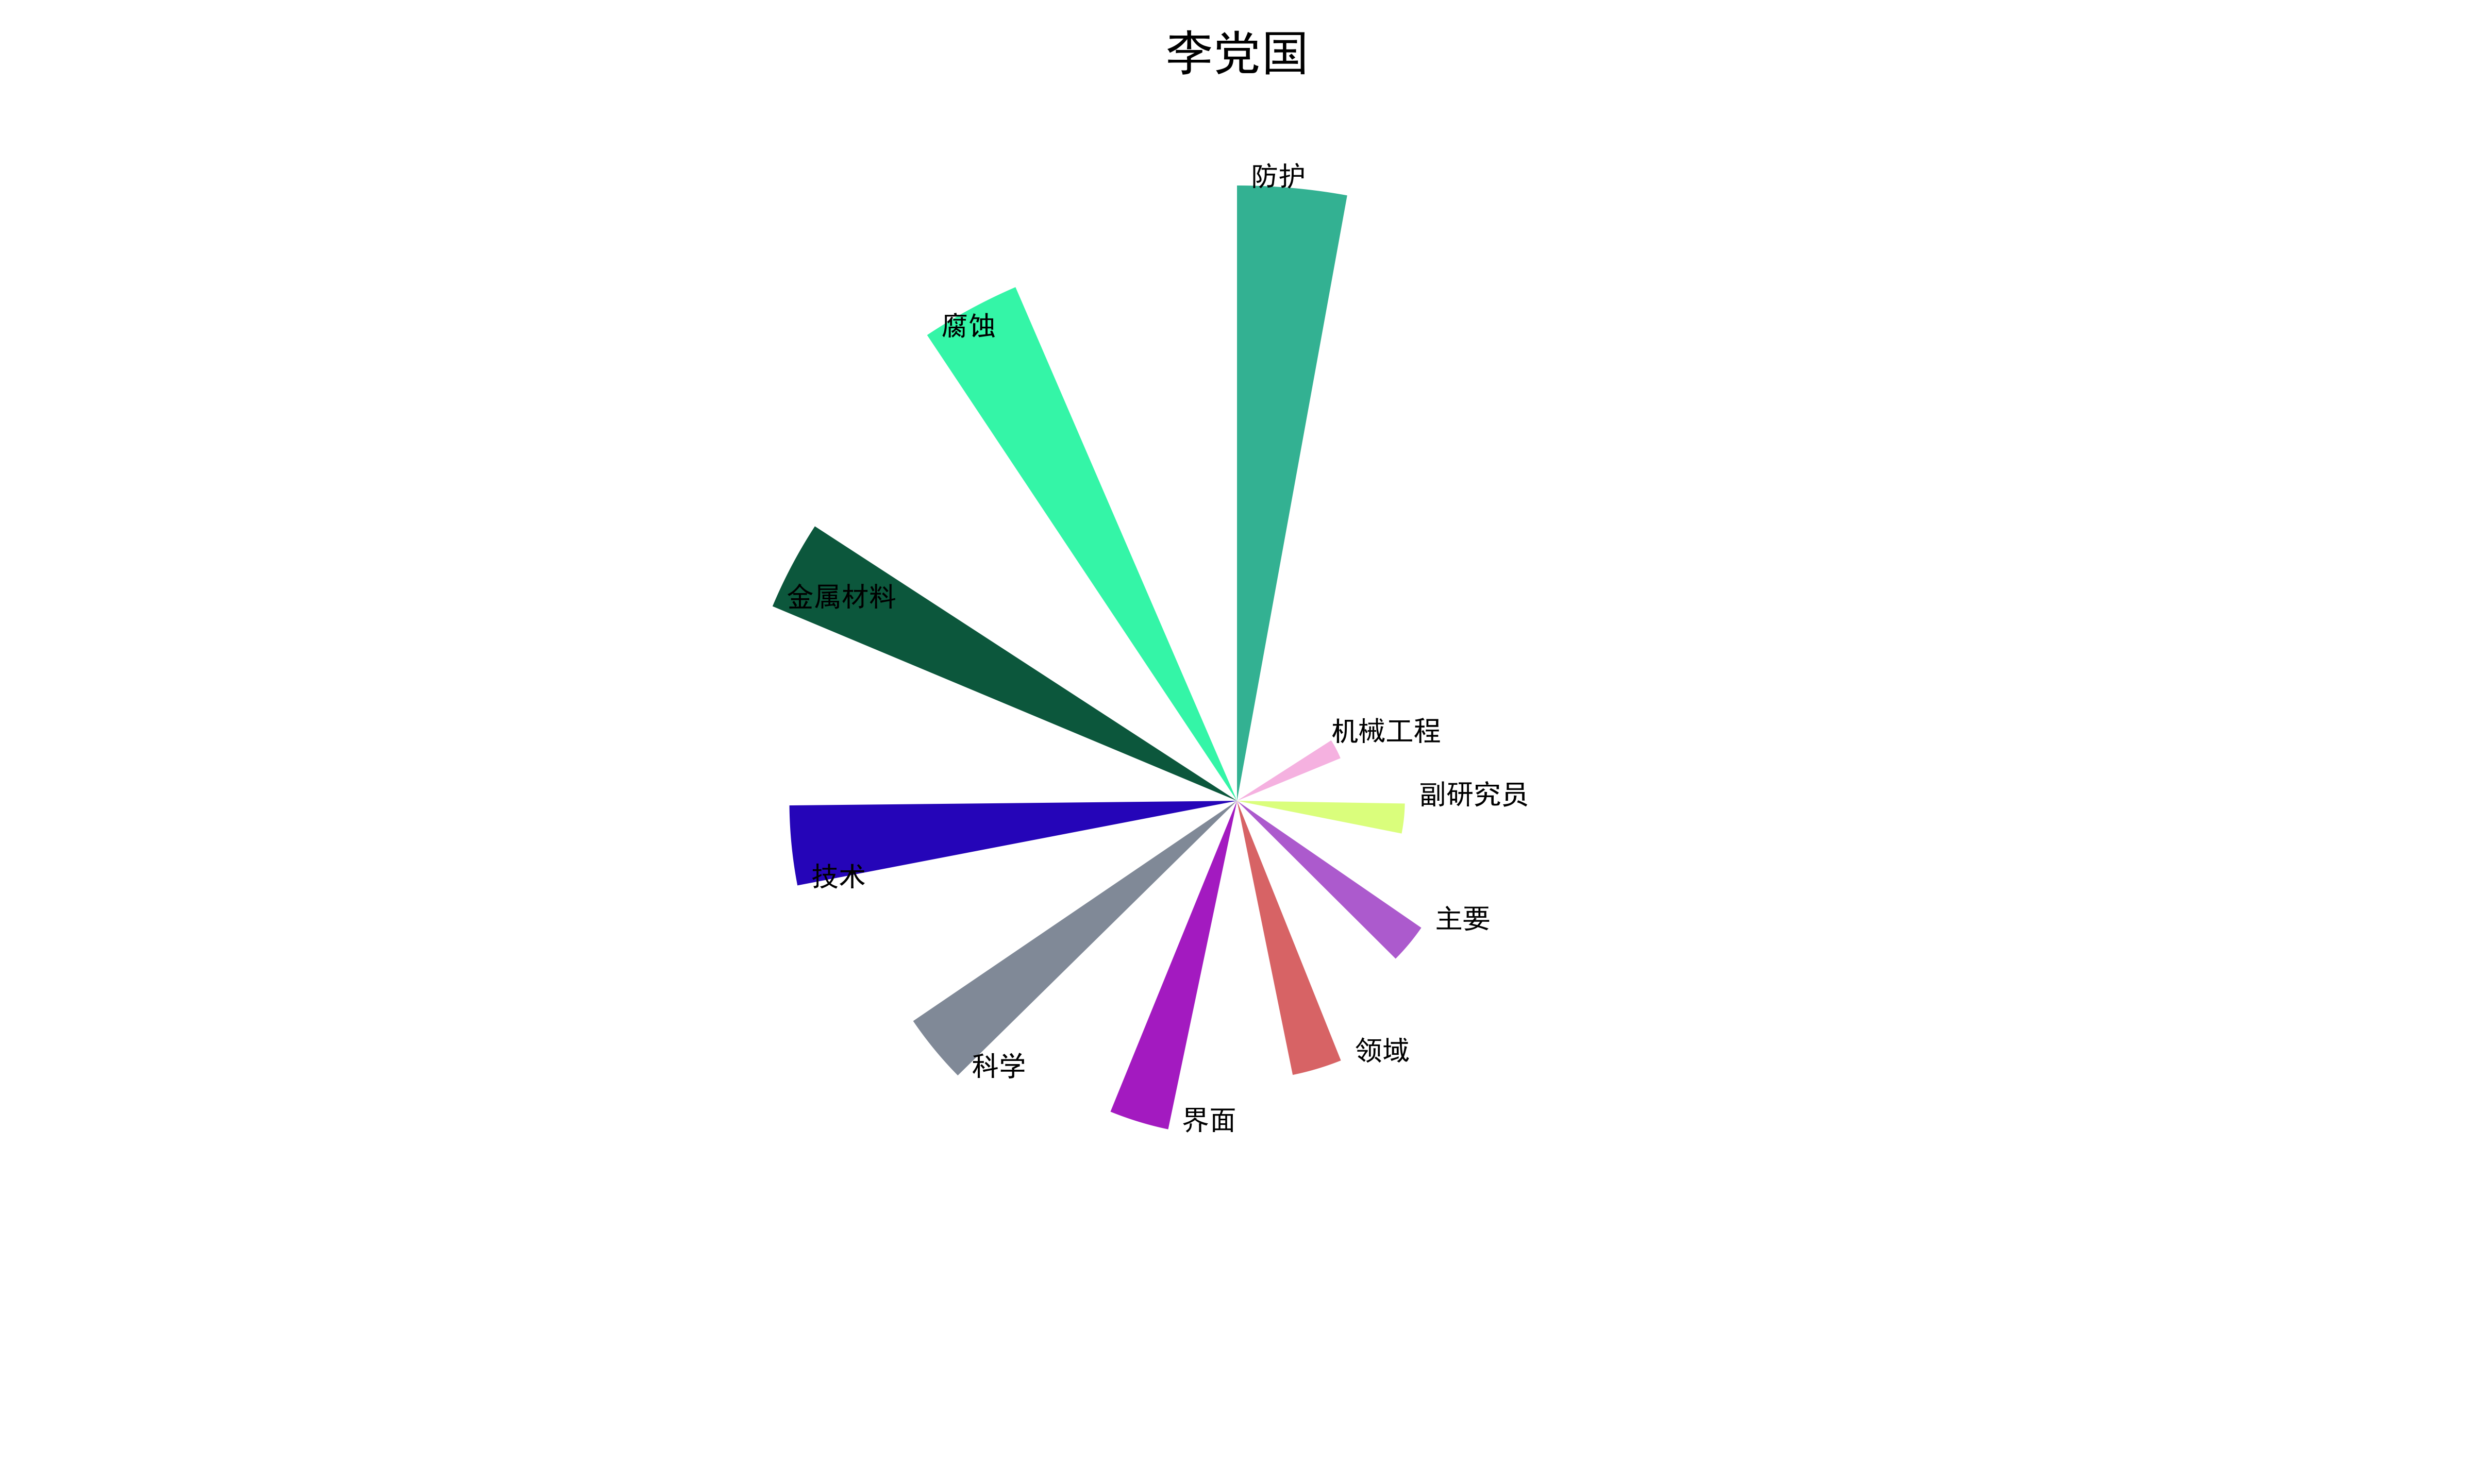 李党国
防护
腐蚀
金属材料
机械工程
副研究员
技术
主要
领域
科学
界面